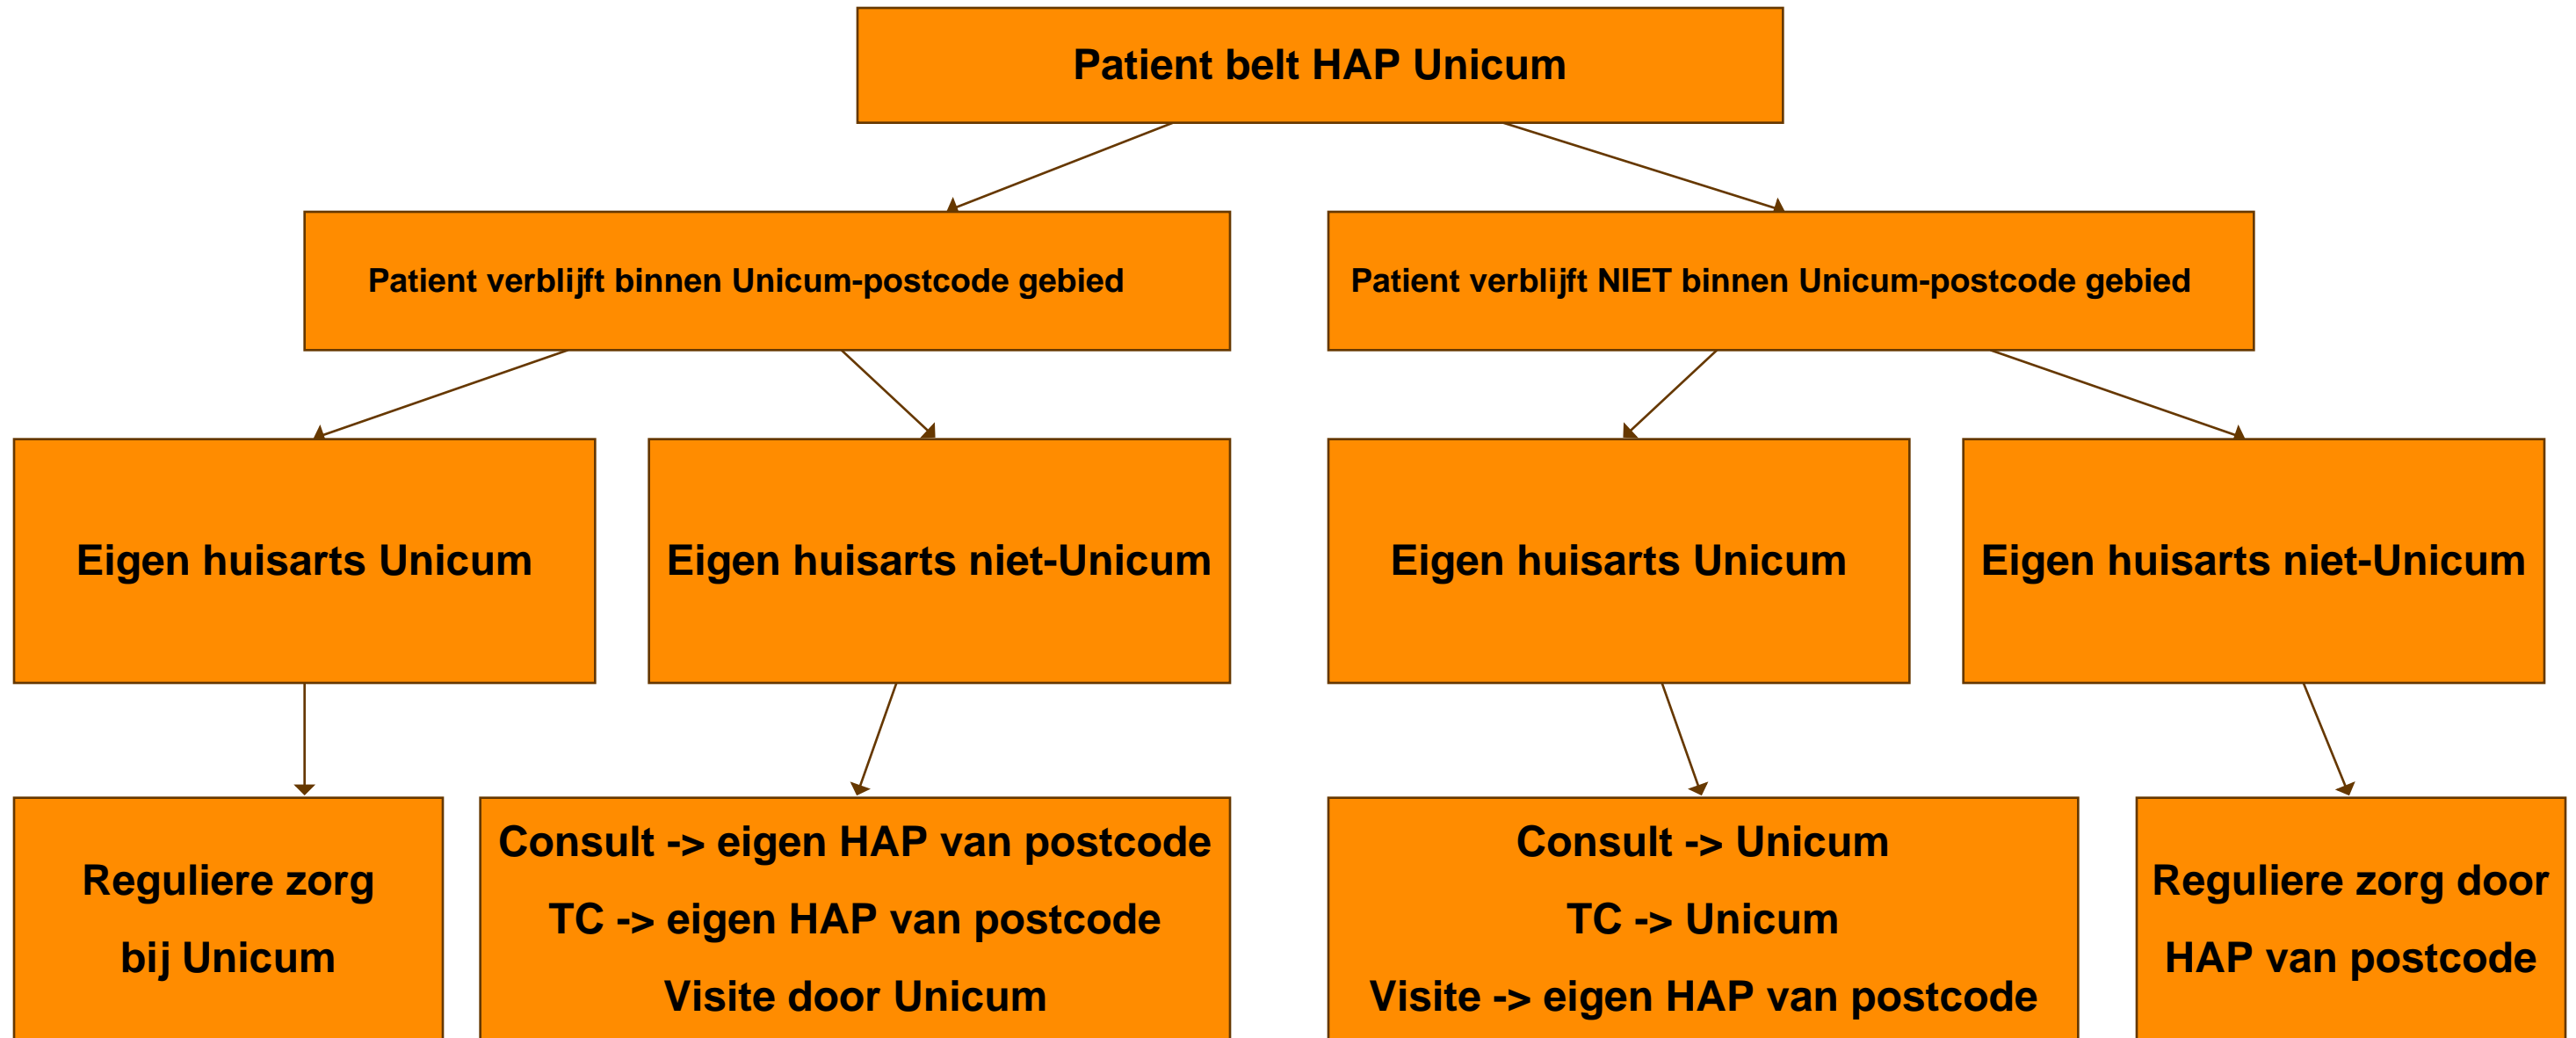 Patient belt HAP Unicum
Patient verblijft binnen Unicum-postcode gebied
Patient verblijft NIET binnen Unicum-postcode gebied
Eigen huisarts Unicum
Eigen huisarts niet-Unicum
Eigen huisarts Unicum
Eigen huisarts niet-Unicum
Reguliere zorg
bij Unicum
Consult -> eigen HAP van postcode
TC -> eigen HAP van postcode
Visite door Unicum
Consult -> Unicum
TC -> Unicum
Visite -> eigen HAP van postcode
Reguliere zorg door
HAP van postcode